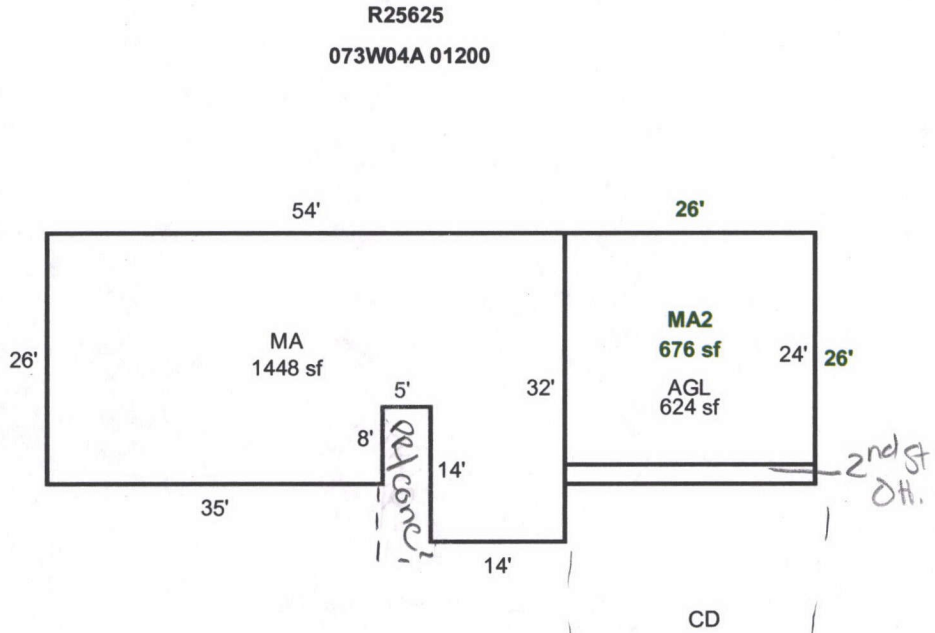 R25625
073W04A 01200
54'
26'
26'
MA
1448 sf
MA2
676 sf
AGL
624 sf
24'
26'
32'
5'
8'
14'
35'
14'
2nd st
OH.
CD